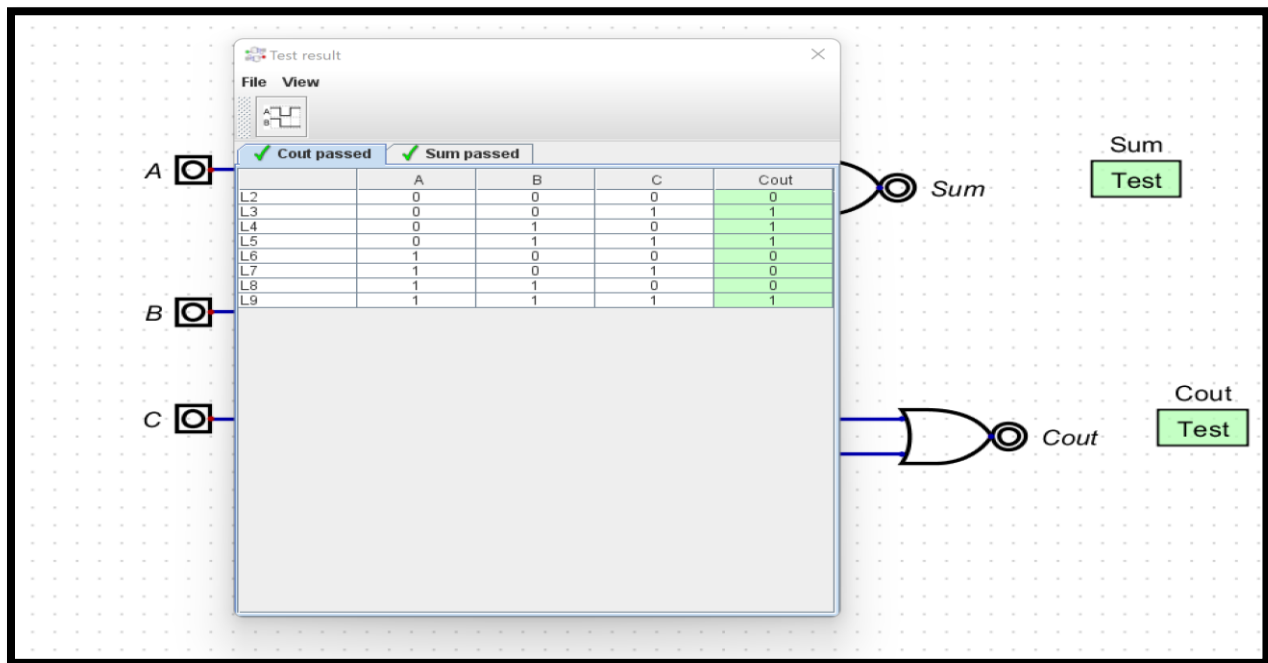 Test result
File View
A
B
Cout passed Sum passed
A B C Cout
L2 0 0 0 0
L3 0 0 1 1
L4 0 1 0 1
L5 0 1 1 1
L6 1 0 0 0
L7 1 0 1 0
L8 1 1 0 0
L9 1 1 1 1
A
B
C
Sum
Cout
Sum
Test
Cout
Test